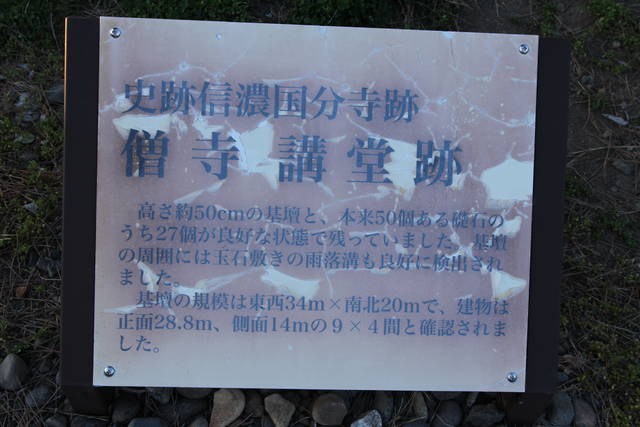 史跡信濃国分寺跡
僧寺講堂跡
高さ約50cmの基壇と、本来50個ある礎石の
うち27個が良好な状態で残っていました。基壇
の周囲には玉石敷きの雨落溝も良好に検出され
ました。
基壇の規模は東西34m×南北20mで、建物は
正面28.8m、側面14mの9×4間と確認されま
した。